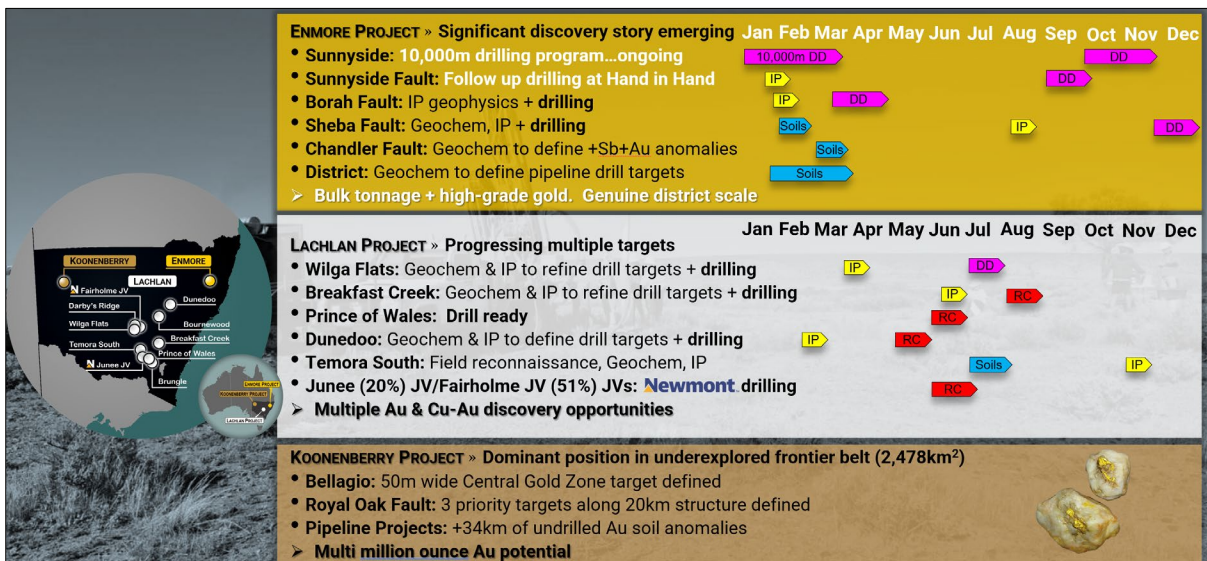 ENMORE PROJECT » Significant discovery story emerging
Jan Feb Mar Apr May Jun Jul Aug Sep Oct Nov Dec
• Sunnyside: 10,000m drilling program…ongoing
10,000m DD
DD
• Sunnyside Fault: Follow up drilling at Hand in Hand
IP
DD
• Borah Fault: IP geophysics + drilling
IP
DD
• Sheba Fault: Geochem, IP + drilling
Soils
IP
DD
• Chandler Fault: Geochem to define +Sb+Au anomalies
Soils
• District: Geochem to define pipeline drill targets
Soils
➢ Bulk tonnage + high-grade gold. Genuine district scale
Jan Feb Mar Apr May Jun Jul Aug Sep Oct Nov Dec
LACHLAN PROJECT » Progressing multiple targets
• Wilga Flats: Geochem & IP to refine drill targets + drilling
IP
DD
• Breakfast Creek: Geochem & IP to refine drill targets + drilling
IP
RC
• Prince of Wales: Drill ready
RC
• Dunedoo: Geochem & IP to define drill targets + drilling
IP
RC
• Temora South: Field reconnaissance, Geochem, IP
Soils
IP
• Junee (20%) JV/Fairholme JV (51%) JVs: Newmont drilling
RC
➢ Multiple Au & Cu-Au discovery opportunities
KOONENBERRY PROJECT » Dominant position in underexplored frontier belt (2,478km²)
• Bellagio: 50m wide Central Gold Zone target defined
• Royal Oak Fault: 3 priority targets along 20km structure defined
• Pipeline Projects: +34km of undrilled Au soil anomalies
➢ Multi million ounce Au potential
KOONENBERRY
ENMORE
LACHLAN
Fairholme JV
Darby's Ridge
Wilga Flats
Temora South
Junee JV
Dunedoo
Bournewood
Breakfast Creek
Prince of Wales
Brungle
ENMORE PROJECT
KOONENBERRY PROJECT
LACHLAN PROJECT